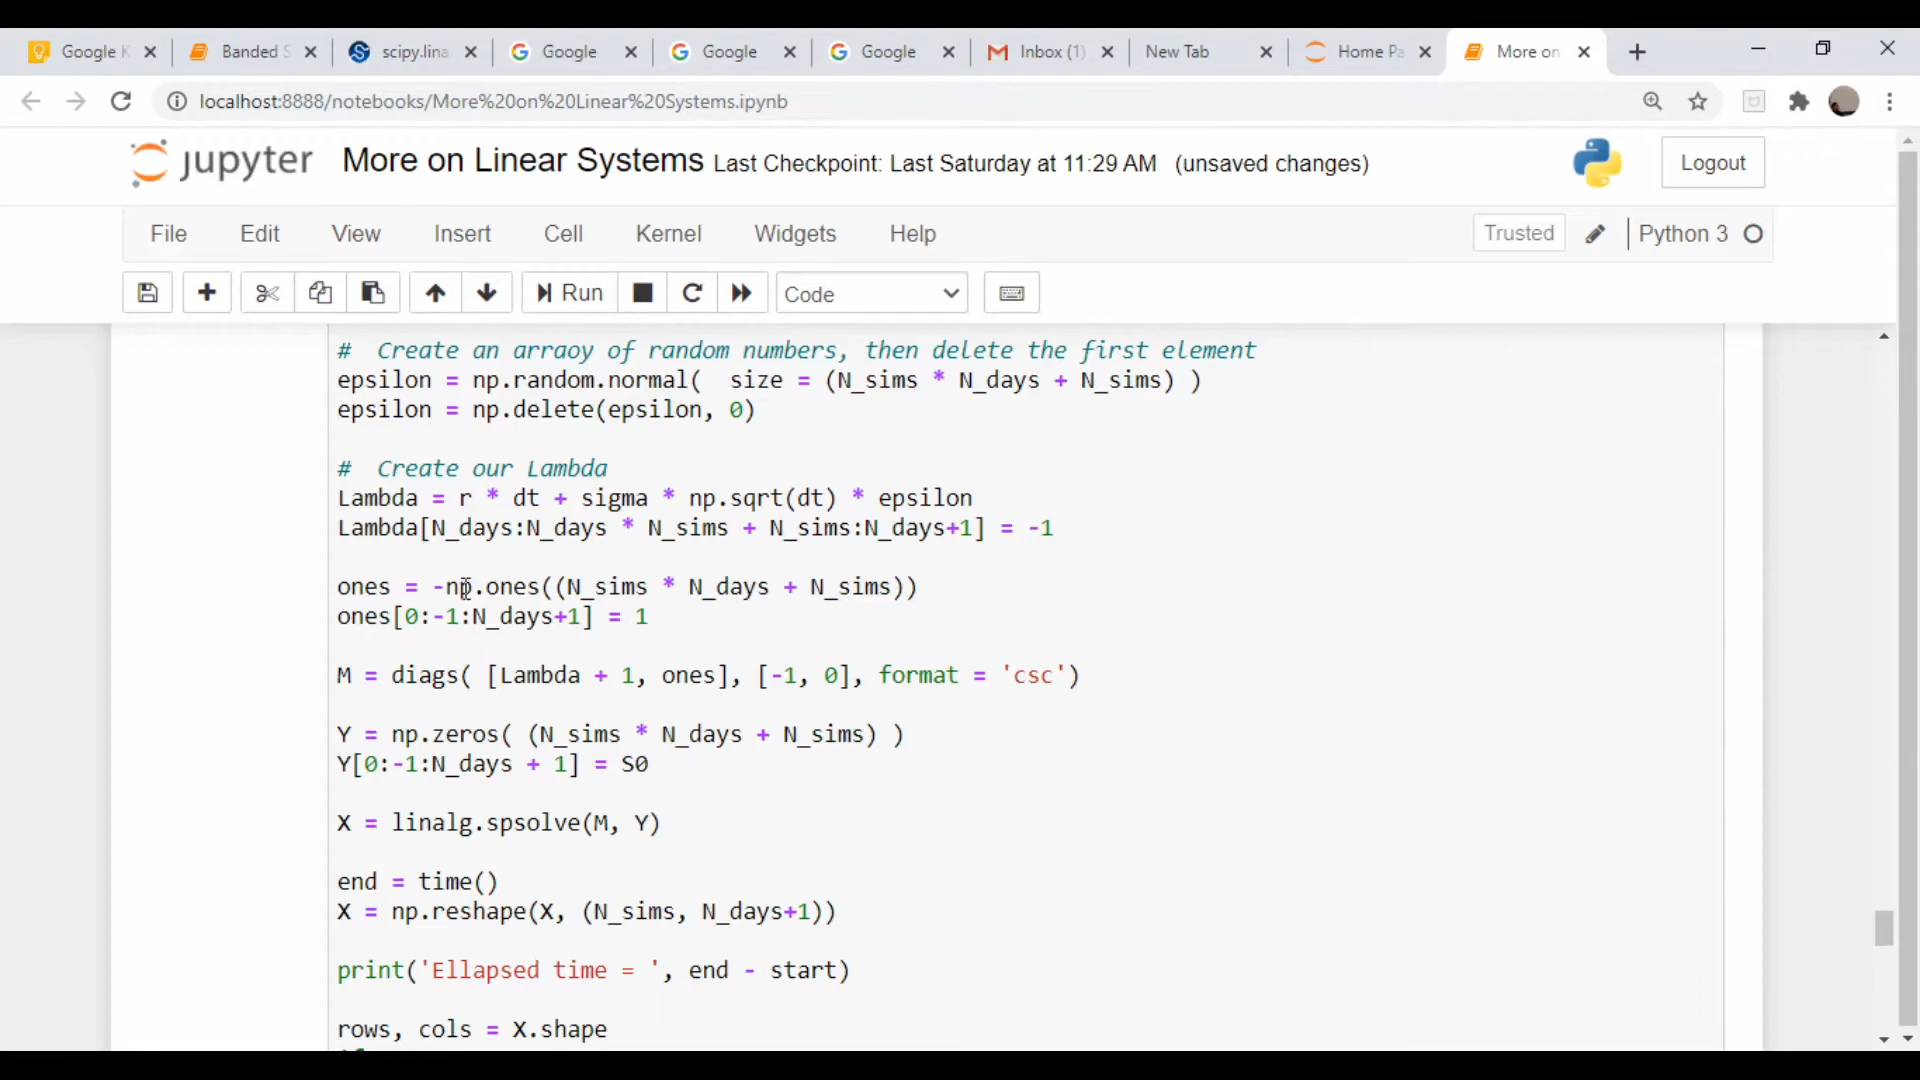 Google K Banded S scipy.lina Google Google Google Inbox (1) New Tab Home Pa More on
localhost:8888/notebooks/More%20on%20Linear%20Systems.ipynb
jupyter More on Linear Systems Last Checkpoint: Last Saturday at 11:29 AM (unsaved changes) Logout
File Edit View Insert Cell Kernel Widgets Help Trusted Python 3
Run Code
#  Create an arraoy of random numbers, then delete the first element
epsilon = np.random.normal(  size = (N_sims * N_days + N_sims) )
epsilon = np.delete(epsilon, 0)
#  Create our Lambda
Lambda = r * dt + sigma * np.sqrt(dt) * epsilon
Lambda[N_days:N_days * N_sims + N_sims:N_days+1] = -1
ones = -np.ones((N_sims * N_days + N_sims))
ones[0:-1:N_days+1] = 1
M = diags( [Lambda + 1, ones], [-1, 0], format = 'csc')
Y = np.zeros( (N_sims * N_days + N_sims) )
Y[0:-1:N_days + 1] = S0
X = linalg.spsolve(M, Y)
end = time()
X = np.reshape(X, (N_sims, N_days+1))
print('Ellapsed time = ', end - start)
rows, cols = X.shape